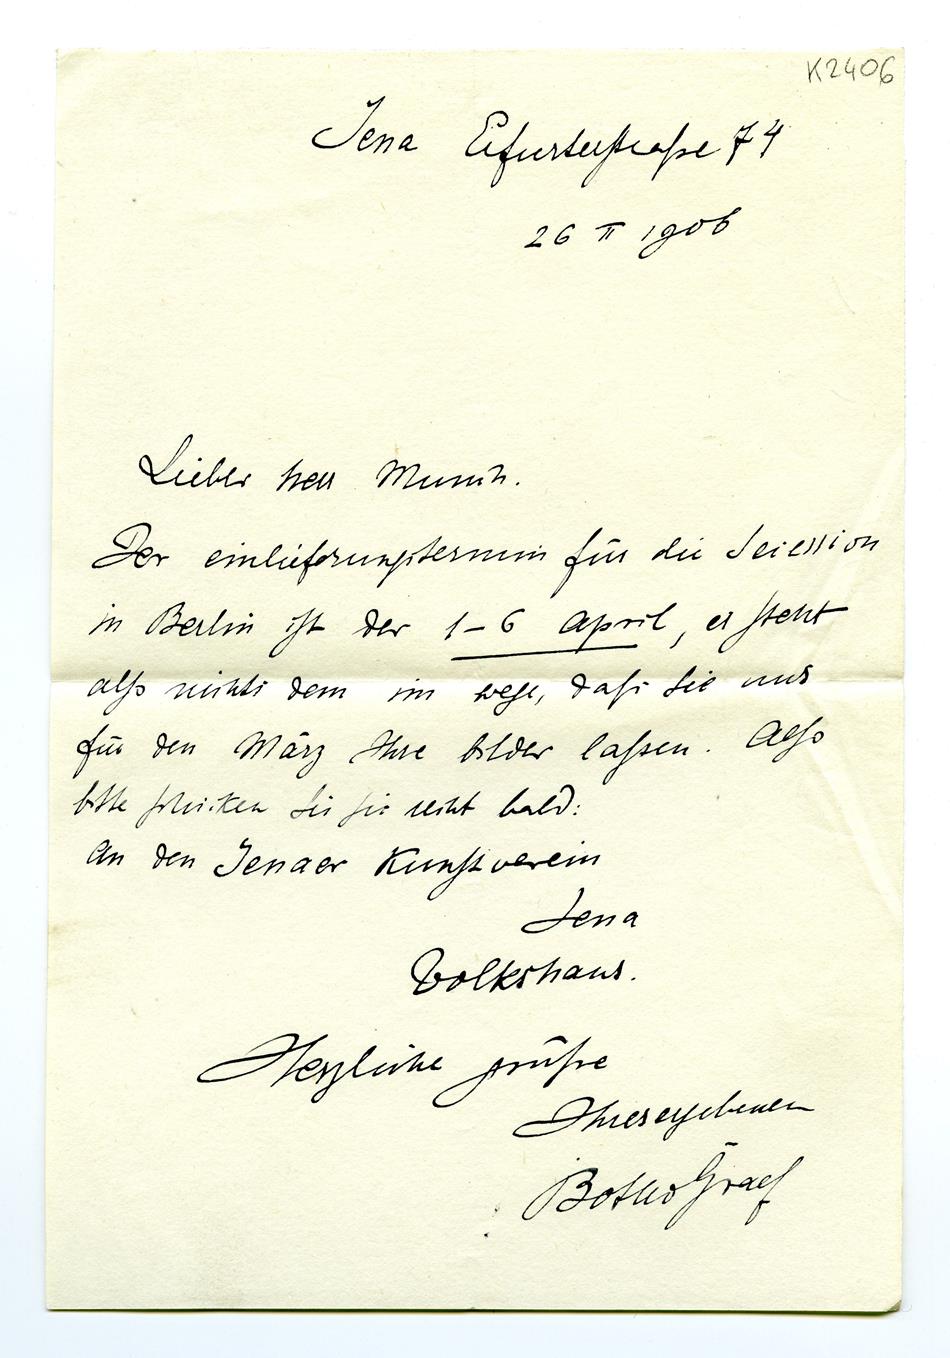 K2406
Jena Erfurterstraße 74
26 II 1906
Lieber herr Munch.
Der einlieferungstermin für die Secession
in Berlin ist der 1–6 April, es steht
also nichts dem im wege, daß Sie uns
für den März Ihre bilder laßen. Also
bitte schicken Sie sie recht bald:
An den Jenaer Kunstverein
Jena
Volkshaus.
Herzliche grüße
Ihres ergebenen
Botho Graef